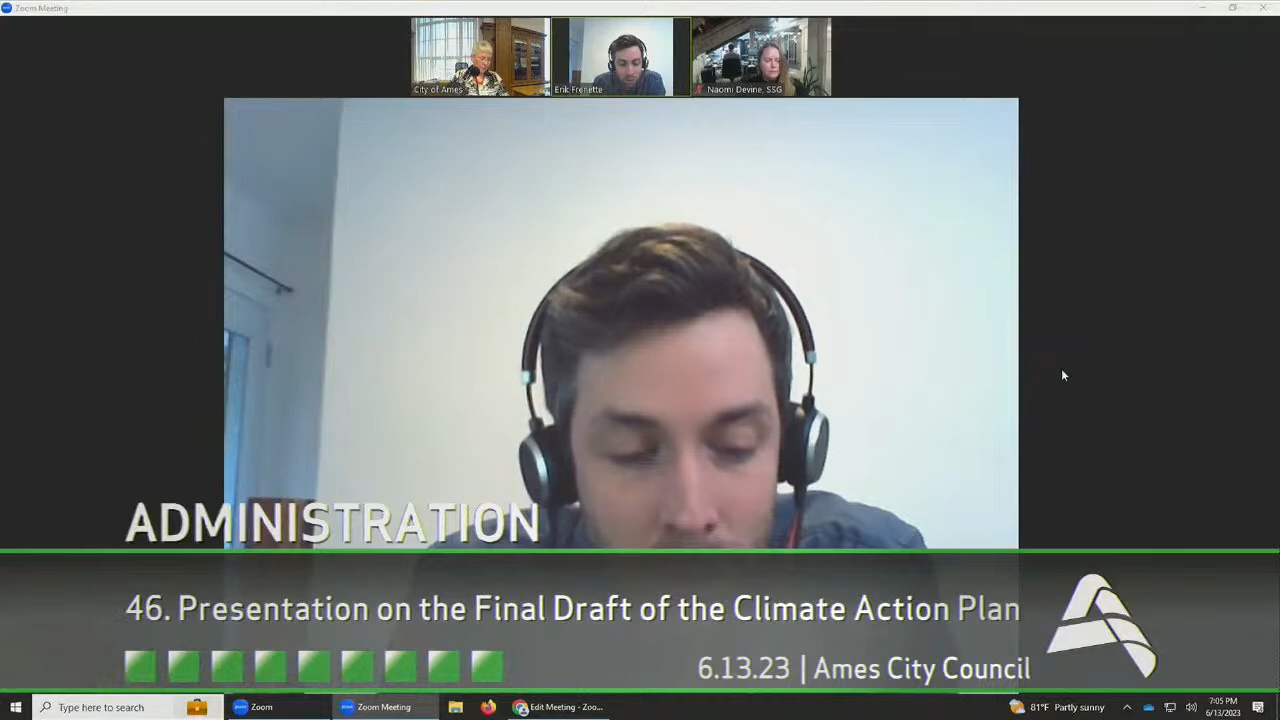 Zoom Meeting
City of Ames
Erik Frenette
Naomi Devine, SSG
ADMINISTRATION
46. Presentation on the Final Draft of the Climate Action Plan
6.13.23 | Ames City Council
Type here to search
Zoom
Zoom Meeting
Edit Meeting - Zoo...
81°F Partly sunny
7:05 PM
6/13/2023